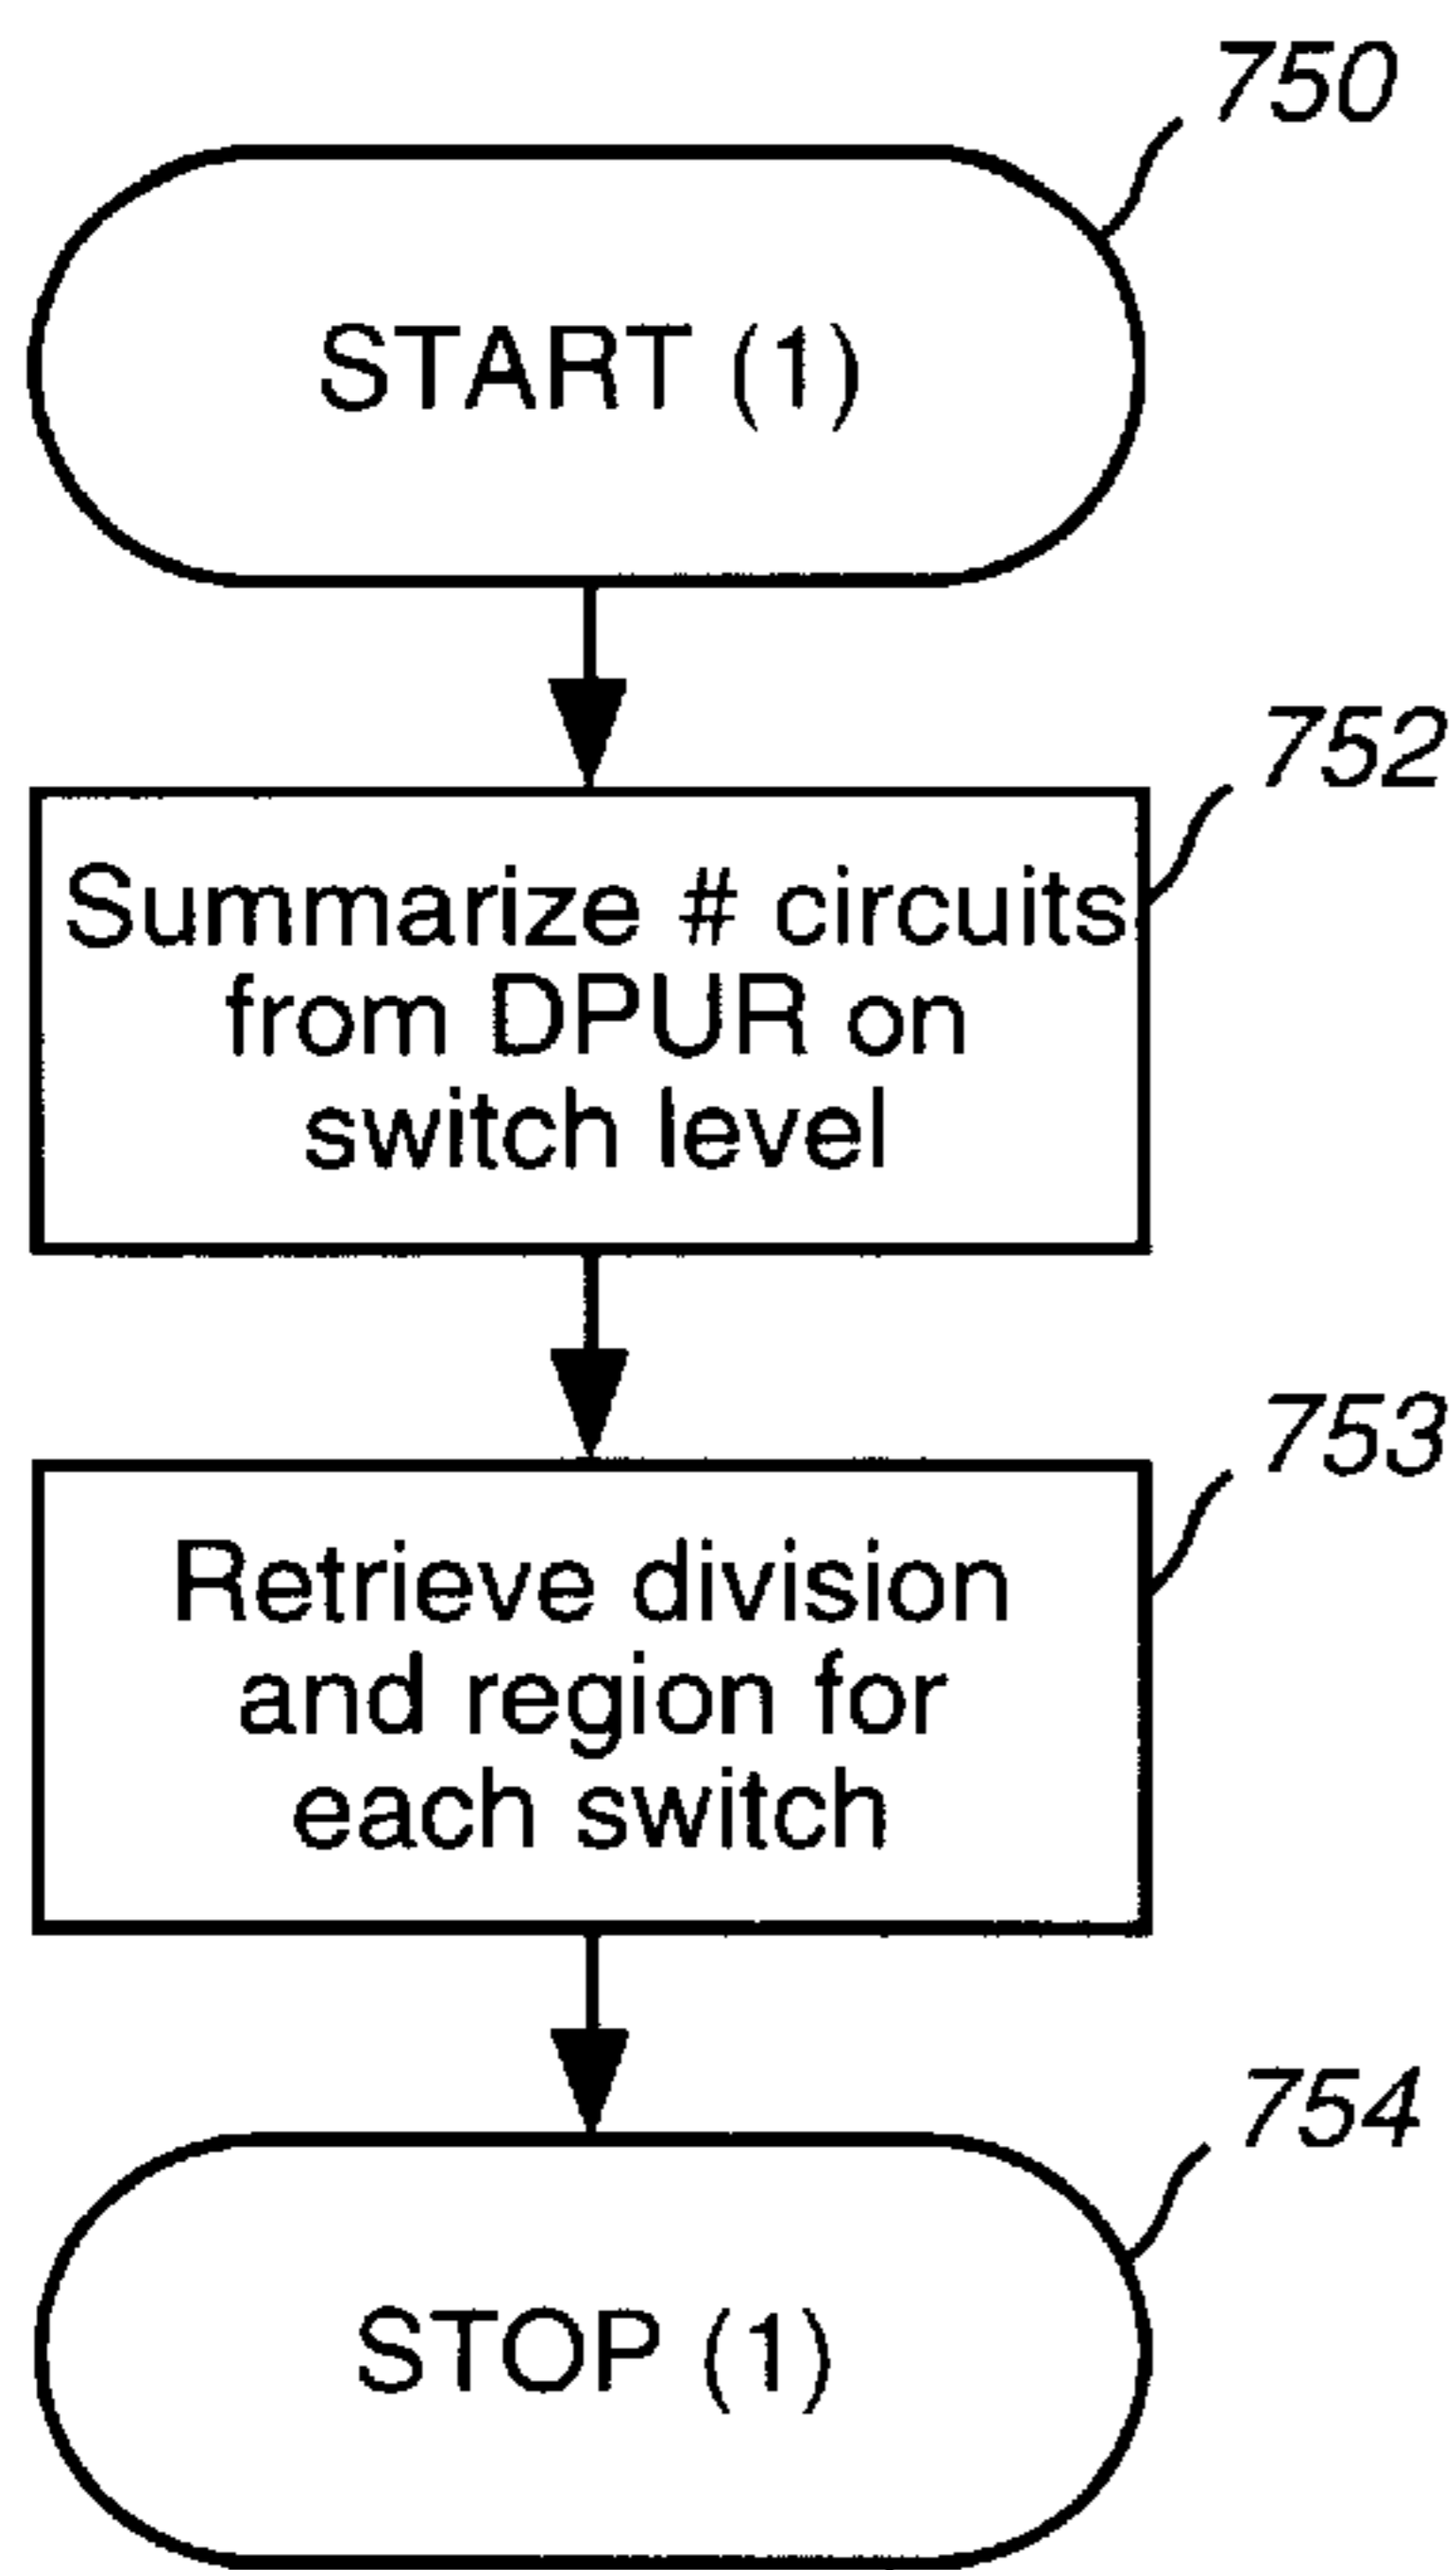 750
START (1)
752
Summarize # circuits
from DPUR on
switch level
753
Retrieve division
and region for
each switch
754
STOP (1)